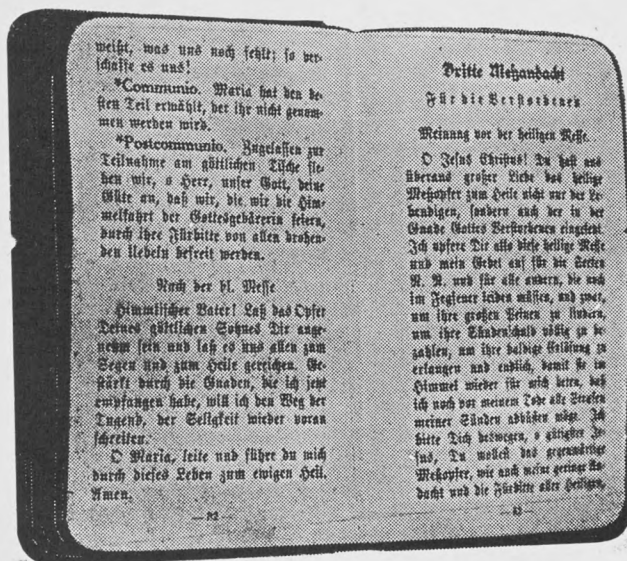 weißt, was uns noch fehlt; so ver-
schaffe es uns!
*Communio. Maria hat den be-
sten Teil erwählt, der ihr nicht genom-
men werden wird.
*Postcommunio. Zugelassen zur
Teilnahme am göttlichen Tische fle-
hen wir, o Herr, unser Gott, deine
Güte an, daß wir, die wir die Him-
melfahrt der Gottesgebärerin feiern,
durch ihre Fürbitte von allen drohen-
den Uebeln befreit werden.
Nach der hl. Messe
Himmlischer Vater! Laß das Opfer
Deines göttlichen Sohnes Dir ange-
nehm sein und laß es uns allen zum
Segen und zum Heile gereichen. Ge-
stärkt durch die Gnaden, die ich jetzt
empfangen habe, will ich den Weg der
Tugend, der Seligkeit wieder voran
schreiten.
O Maria, leite und führe du mich
durch dieses Leben zum ewigen Heil.
Amen.
— 82 —
Dritte Meßandacht
Für die Verstorbenen
Meinung vor der heiligen Messe.
O Jesus Christus! Du hast aus
überaus großer Liebe das heilige
Meßopfer zum Heile nicht nur der Le-
bendigen, sondern auch der in der
Gnade Gottes Verstorbenen eingesetzt.
Ich opfere Dir also diese heilige Messe
und mein Gebet auf für die Seelen
N. N. und für alle andern, die noch
im Fegfeuer leiden müssen, und zwar,
um ihre großen Peinen zu lindern,
um ihre Sündenschuld völlig zu be-
zahlen, um ihre baldige Erlösung zu
erlangen und endlich, damit sie im
Himmel wieder für mich beten, daß
ich noch vor meinem Tode alle Strafen
meiner Sünden abbüßen möge. Ich
bitte Dich deswegen, o gütigster Je-
sus, Du wollest das gegenwärtige
Meßopfer, wie auch meine geringe An-
dacht und die Fürbitte aller Heiligen,
— 83 —